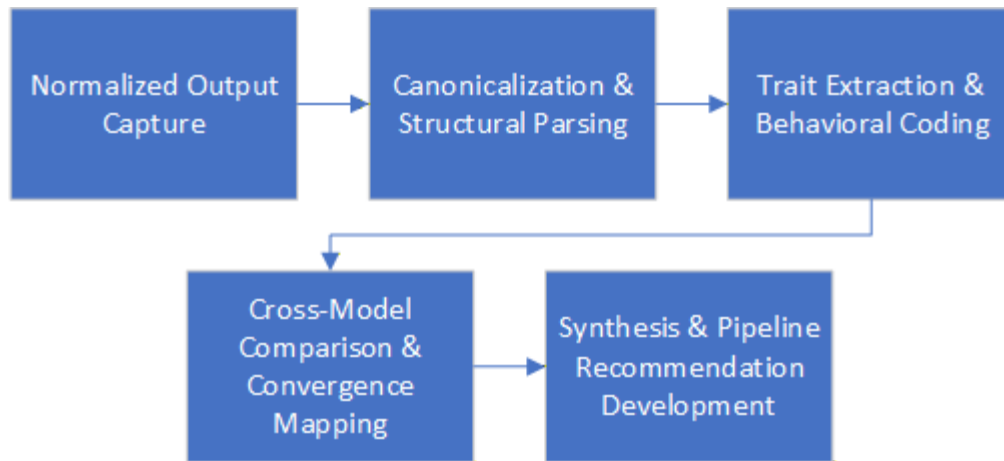 Normalized Output
Capture
Canonicalization &
Structural Parsing
Trait Extraction &
Behavioral Coding
Cross-Model
Comparison &
Convergence
Mapping
Synthesis & Pipeline
Recommendation
Development